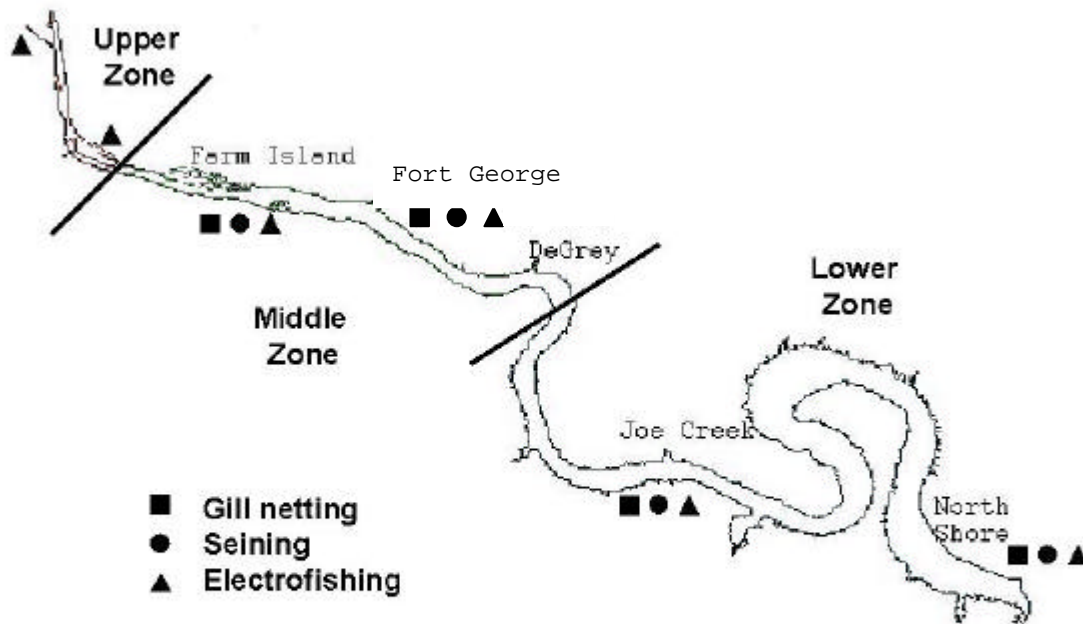 Upper
Zone
Farm Island
Fort George
DeGrey
Lower
Zone
Middle
Zone
Joe Creek
North
Shore
Gill netting
Seining
Electrofishing